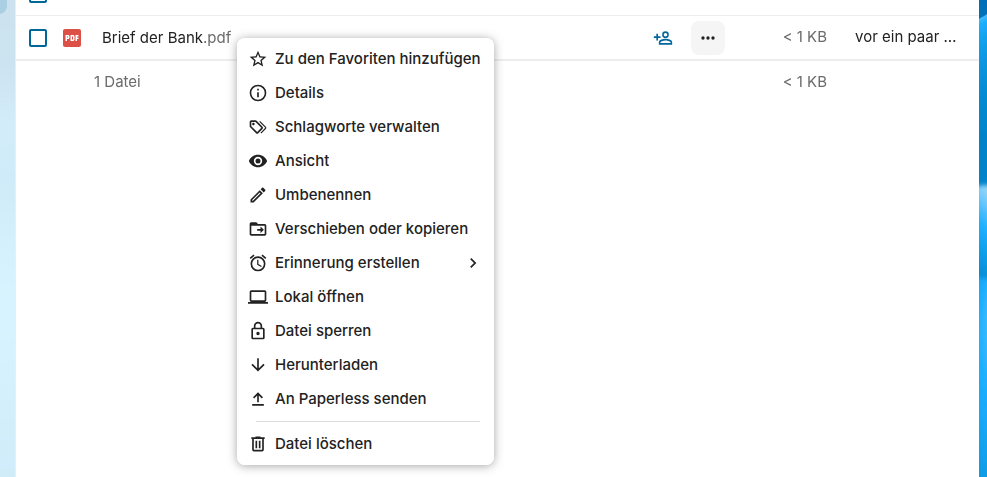 PDF Brief der Bank.pdf < 1 KB vor ein paar ...
1 Datei < 1 KB
Zu den Favoriten hinzufügen
Details
Schlagworte verwalten
Ansicht
Umbenennen
Verschieben oder kopieren
Erinnerung erstellen
Lokal öffnen
Datei sperren
Herunterladen
An Paperless senden
Datei löschen